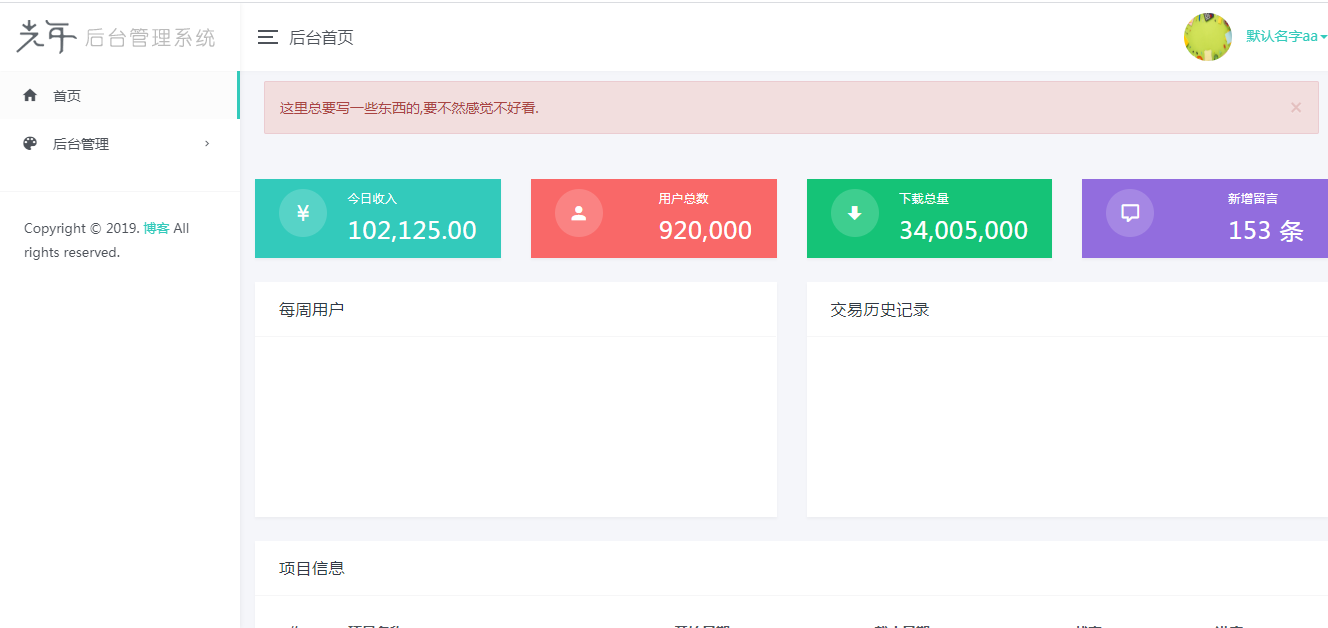 光年 后台管理系统
后台首页
默认名字aa
首页
后台管理
Copyright © 2019. 博客 All
rights reserved.
这里总要写一些东西的,要不然感觉不好看.
×
¥
今日收入
102,125.00
用户总数
920,000
下载总量
34,005,000
新增留言
153 条
每周用户
交易历史记录
项目信息